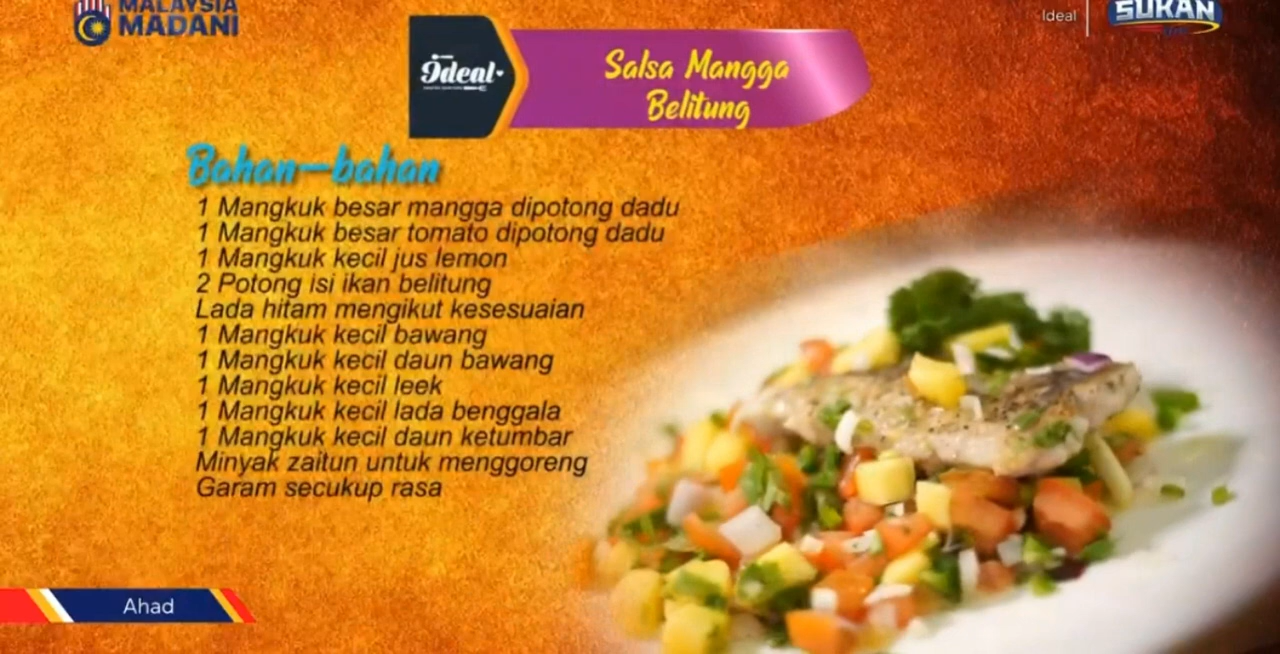 MALAYSIA
MADANI
Ideal
SUKAN
Ideal
Salsa Mangga
Belitung
Bahan-bahan
1 Mangkuk besar mangga dipotong dadu
1 Mangkuk besar tomato dipotong dadu
1 Mangkuk kecil jus lemon
2 Potong isi ikan belitung
Lada hitam mengikut kesesuaian
1 Mangkuk kecil bawang
1 Mangkuk kecil daun bawang
1 Mangkuk kecil leek
1 Mangkuk kecil lada benggala
1 Mangkuk kecil daun ketumbar
Minyak zaitun untuk menggoreng
Garam secukup rasa
Ahad